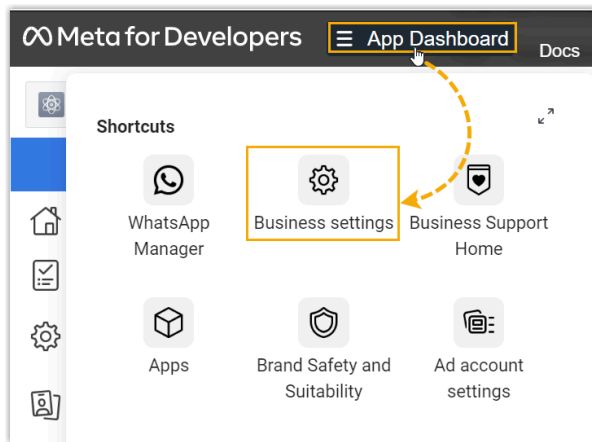 Meta for Developers
App Dashboard
Docs
Shortcuts
WhatsApp
Manager
Business settings
Business Support
Home
Apps
Brand Safety and
Suitability
Ad account
settings